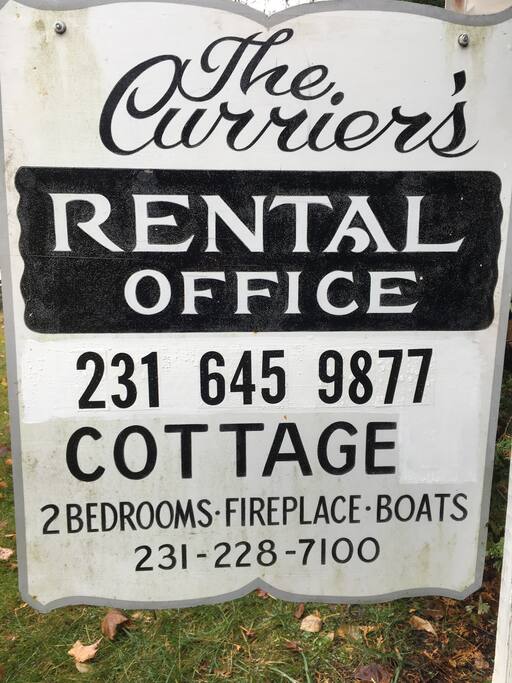 The
Currier's
RENTAL
OFFICE
231 645 9877
COTTAGE
2 BEDROOMS·FIREPLACE·BOATS
231-228-7100